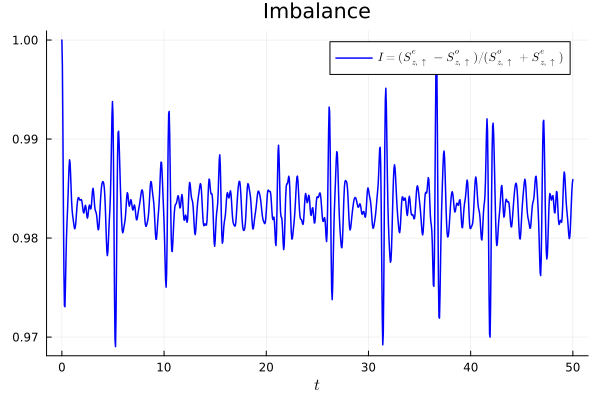 Imbalance
I = (S^e_{z,↑} − S^o_{z,↑})/(S^o_{z,↑} + S^e_{z,↑})
1.00
0.99
0.98
0.97
0 10 20 30 40 50
t